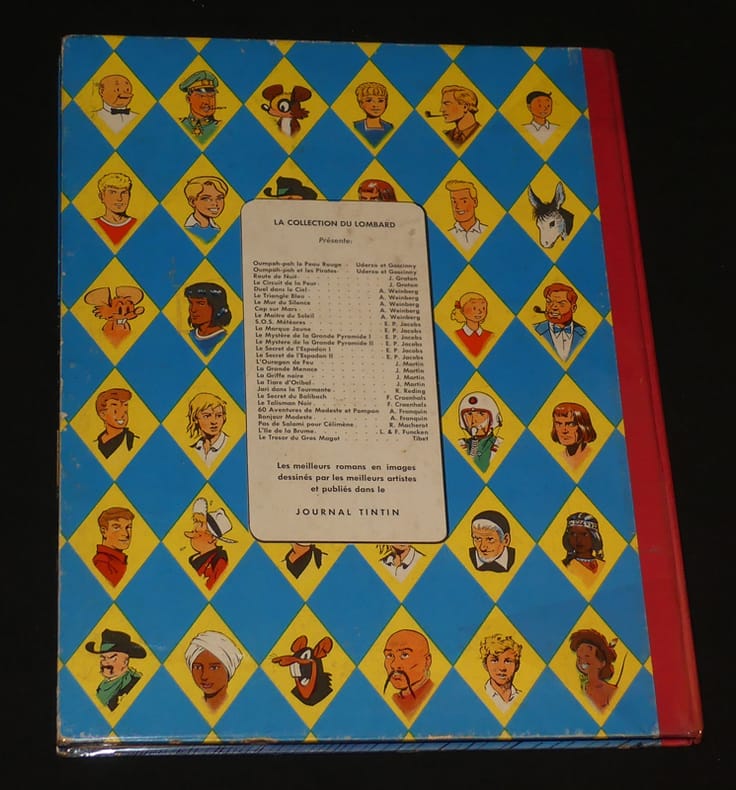 LA COLLECTION DU LOMBARD
Présente:
Oumpah-pah le Peau Rouge - Uderzo et Goscinny
Oumpah-pah et les Pirates - Uderzo et Goscinny
Route de Nuit . . . . . . . . J. Graton
Le Circuit de la Peur . . . . . . . J. Graton
Duel dans le Ciel . . . . . . . A. Weinberg
Le Triangle Bleu . . . . . . . A. Weinberg
Le Mur du Silence . . . . . . . A. Weinberg
Cap sur Mars . . . . . . . A. Weinberg
Le Maître du Soleil . . . . . . . A. Weinberg
S.O.S. Météores . . . . . . . E. P. Jacobs
La Marque Jaune . . . . . . . E. P. Jacobs
Le Mystère de la Grande Pyramide I - E. P. Jacobs
Le Mystère de la Grande Pyramide II - E. P. Jacobs
Le Secret de l'Espadon I . . . . . E. P. Jacobs
Le Secret de l'Espadon II . . . . . E. P. Jacobs
L'Ouragan de Feu . . . . . . . J. Martin
La Grande Menace . . . . . . . J. Martin
La Griffe noire . . . . . . . J. Martin
La Tiare d'Oribal . . . . . . . J. Martin
Jari dans la Tourmente . . . . . . R. Reding
Le Secret du Balibach . . . . . . F. Craenhals
Le Talisman Noir . . . . . . . F. Craenhals
60 Aventures de Modeste et Pompon A. Franquin
Bonjour Modeste . . . . . . . A. Franquin
Pas de Salami pour Célimène . . . . R. Macherot
L'Ile de la Brume . . . . . . L. & F. Funcken
Le Tresor du Gros Magot Tibet
Les meilleurs romans en images
dessinés par les meilleurs artistes
et publiés dans le
JOURNAL TINTIN